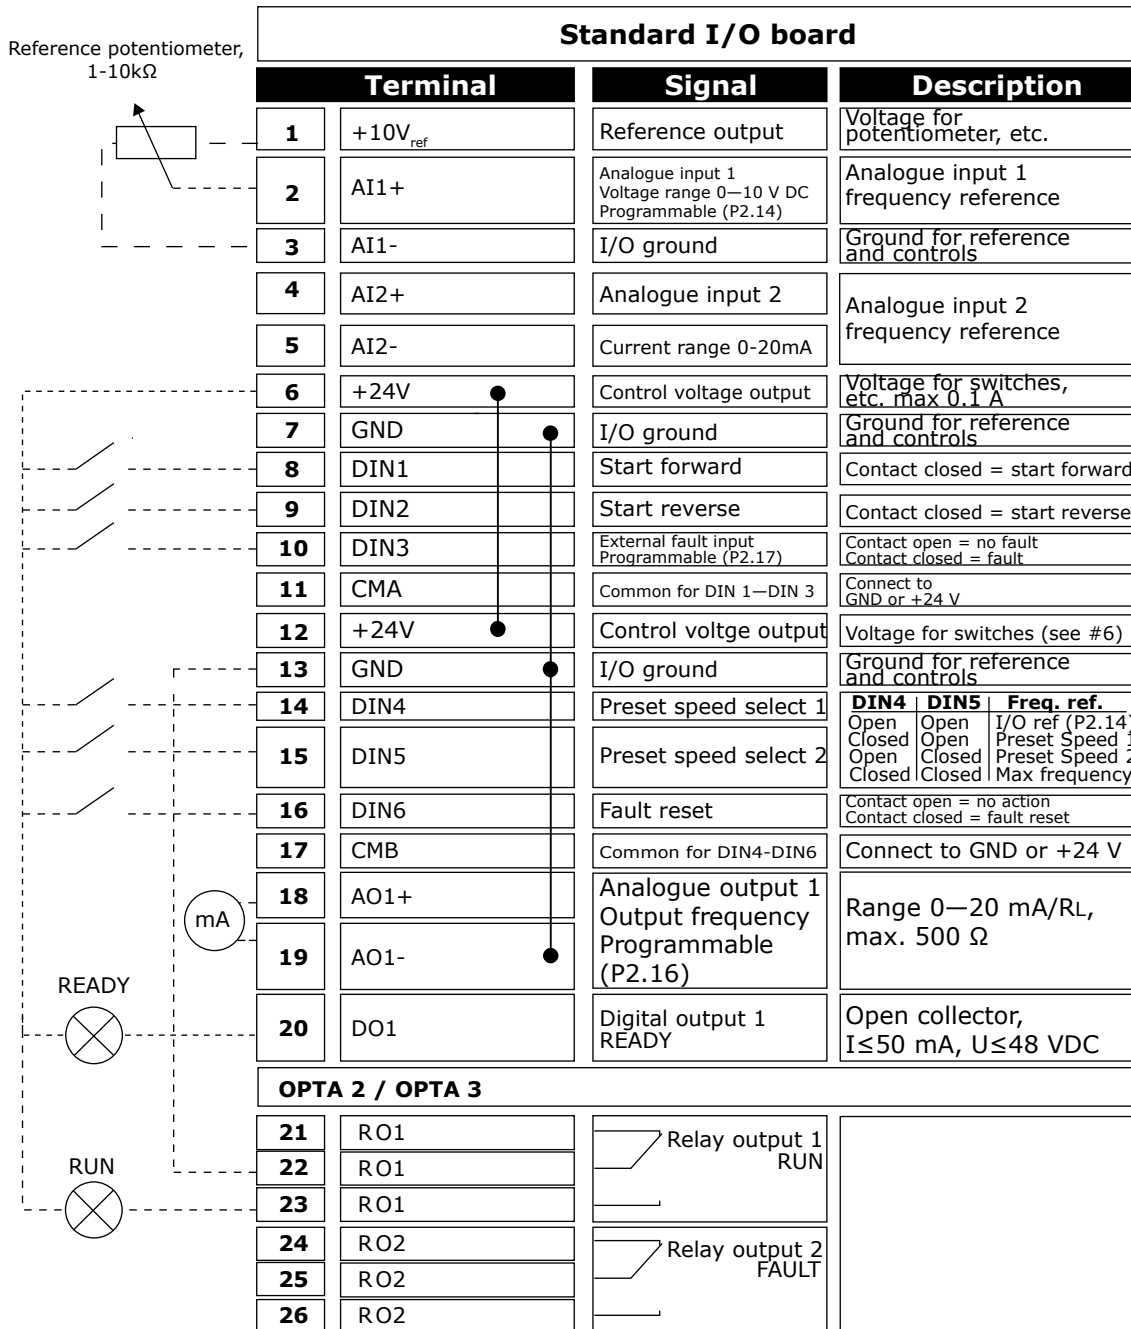 Standard I/O board
Reference potentiometer,
1-10kΩ
Terminal Signal Description
1 +10Vref Reference output Voltage for
potentiometer, etc.
2 AI1+ Analogue input 1
Voltage range 0—10 V DC
Programmable (P2.14)
Analogue input 1
frequency reference
3 AI1- I/O ground Ground for reference
and controls
4 AI2+ Analogue input 2
Analogue input 2
frequency reference
5 AI2- Current range 0-20mA
6 +24V Control voltage output Voltage for switches,
etc. max 0.1 A
7 GND I/O ground Ground for reference
and controls
8 DIN1 Start forward Contact closed = start forward
9 DIN2 Start reverse Contact closed = start reverse
10 DIN3 External fault input
Programmable (P2.17)
Contact open = no fault
Contact closed = fault
11 CMA Common for DIN 1—DIN 3 Connect to
GND or +24 V
12 +24V Control voltge output Voltage for switches (see #6)
13 GND I/O ground Ground for reference
and controls
14 DIN4 Preset speed select 1
15 DIN5 Preset speed select 2
DIN4 DIN5 Freq. ref.
Open Open I/O ref (P2.14)
Closed Open Preset Speed 1
Open Closed Preset Speed 2
Closed Closed Max frequency
16 DIN6 Fault reset Contact open = no action
Contact closed = fault reset
17 CMB Common for DIN4-DIN6 Connect to GND or +24 V
mA
18 AO1+ Analogue output 1
Output frequency
Programmable
(P2.16)
Range 0—20 mA/RL,
max. 500 Ω
19 AO1-
READY
20 DO1 Digital output 1
READY
Open collector,
I≤50 mA, U≤48 VDC
OPTA 2 / OPTA 3
21 RO1 Relay output 1
RUN
RUN
22 RO1
23 RO1
24 RO2 Relay output 2
FAULT
25 RO2
26 RO2